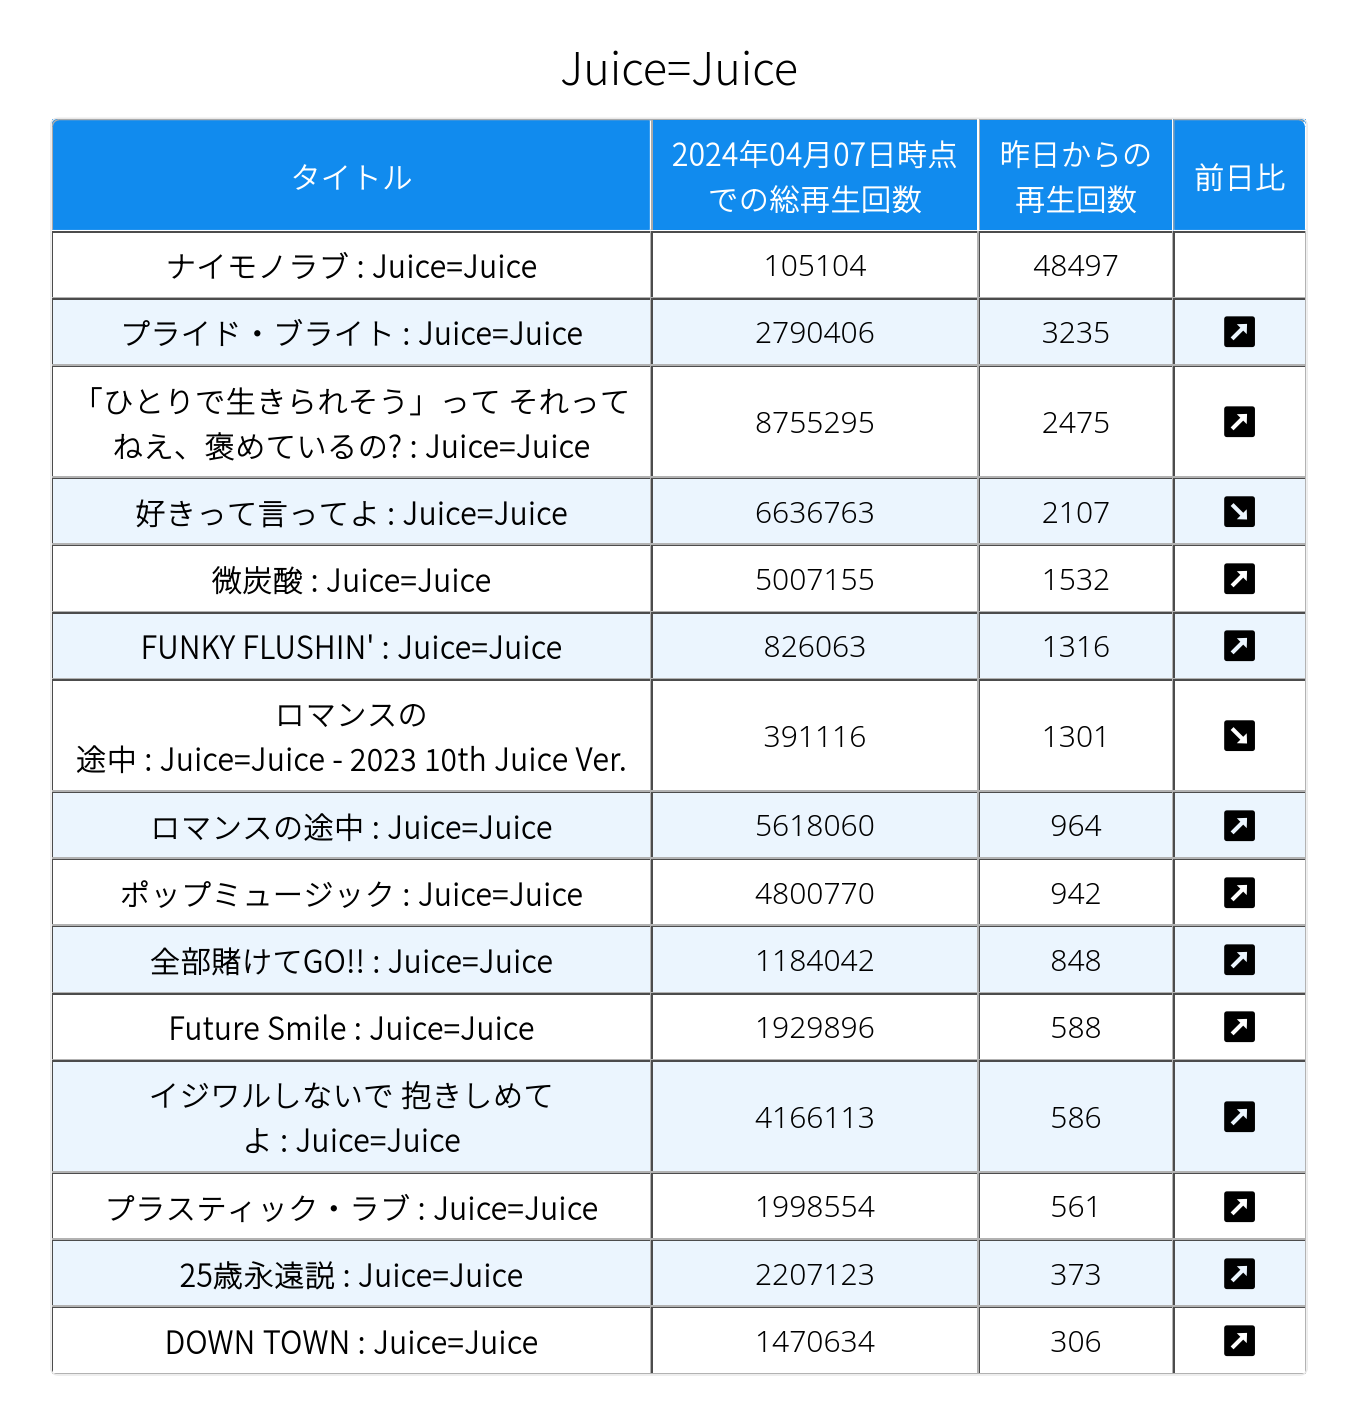 Juice=Juice
タイトル
2024年04月07日時点
での総再生回数
昨日からの
再生回数
前日比
ナイモノラブ : Juice=Juice
105104
48497
プライド・ブライト : Juice=Juice
2790406
3235
「ひとりで生きられそう」って それって
ねえ、褒めているの? : Juice=Juice
8755295
2475
好きって言ってよ : Juice=Juice
6636763
2107
微炭酸 : Juice=Juice
5007155
1532
FUNKY FLUSHIN' : Juice=Juice
826063
1316
ロマンスの
途中 : Juice=Juice - 2023 10th Juice Ver.
391116
1301
ロマンスの途中 : Juice=Juice
5618060
964
ポップミュージック : Juice=Juice
4800770
942
全部賭けてGO!! : Juice=Juice
1184042
848
Future Smile : Juice=Juice
1929896
588
イジワルしないで 抱きしめて
よ : Juice=Juice
4166113
586
プラスティック・ラブ : Juice=Juice
1998554
561
25歳永遠説 : Juice=Juice
2207123
373
DOWN TOWN : Juice=Juice
1470634
306